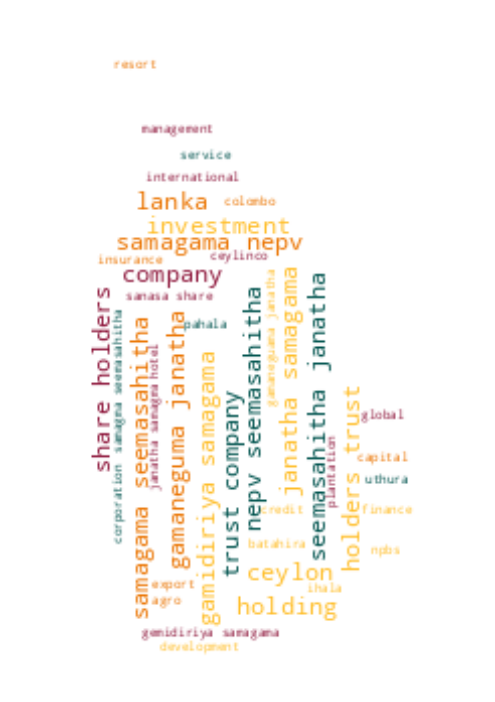 resort
management
service
international
lanka
colombo
investment
samagama nepv
insurance
ceylinco
company
sanasa share
share holders
corporation samagma seemasahitha
samagama seemasahitha
janatha samagma hotel
gamaneguma janatha
pahala
gamidiriya samagama
trust company
nepv seemasahitha
gamaneguma janatha
janatha samagama
seemasahitha janatha
plantation
holders trust
global
capital
uthura
credit
finance
batahira
npbs
ceylon
export
ihala
agro
holding
gemidiriya samagama
development